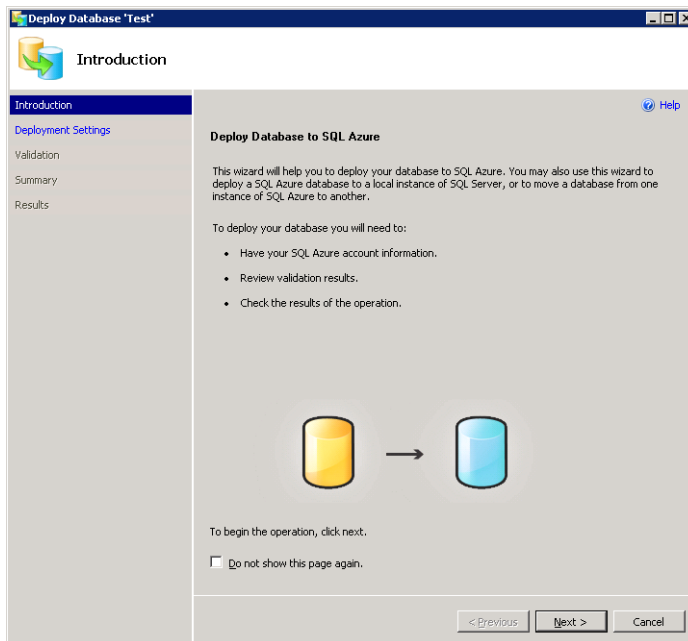 Deploy Database 'Test'
Introduction
Introduction
Help
Deployment Settings
Deploy Database to SQL Azure
Validation
This wizard will help you to deploy your database to SQL Azure. You may also use this wizard to
Summary
deploy a SQL Azure database to a local instance of SQL Server, or to move a database from one
instance of SQL Azure to another.
Results
To deploy your database you will need to:
• Have your SQL Azure account information.
• Review validation results.
• Check the results of the operation.
To begin the operation, click next.
Do not show this page again.
< Previous
Next >
Cancel